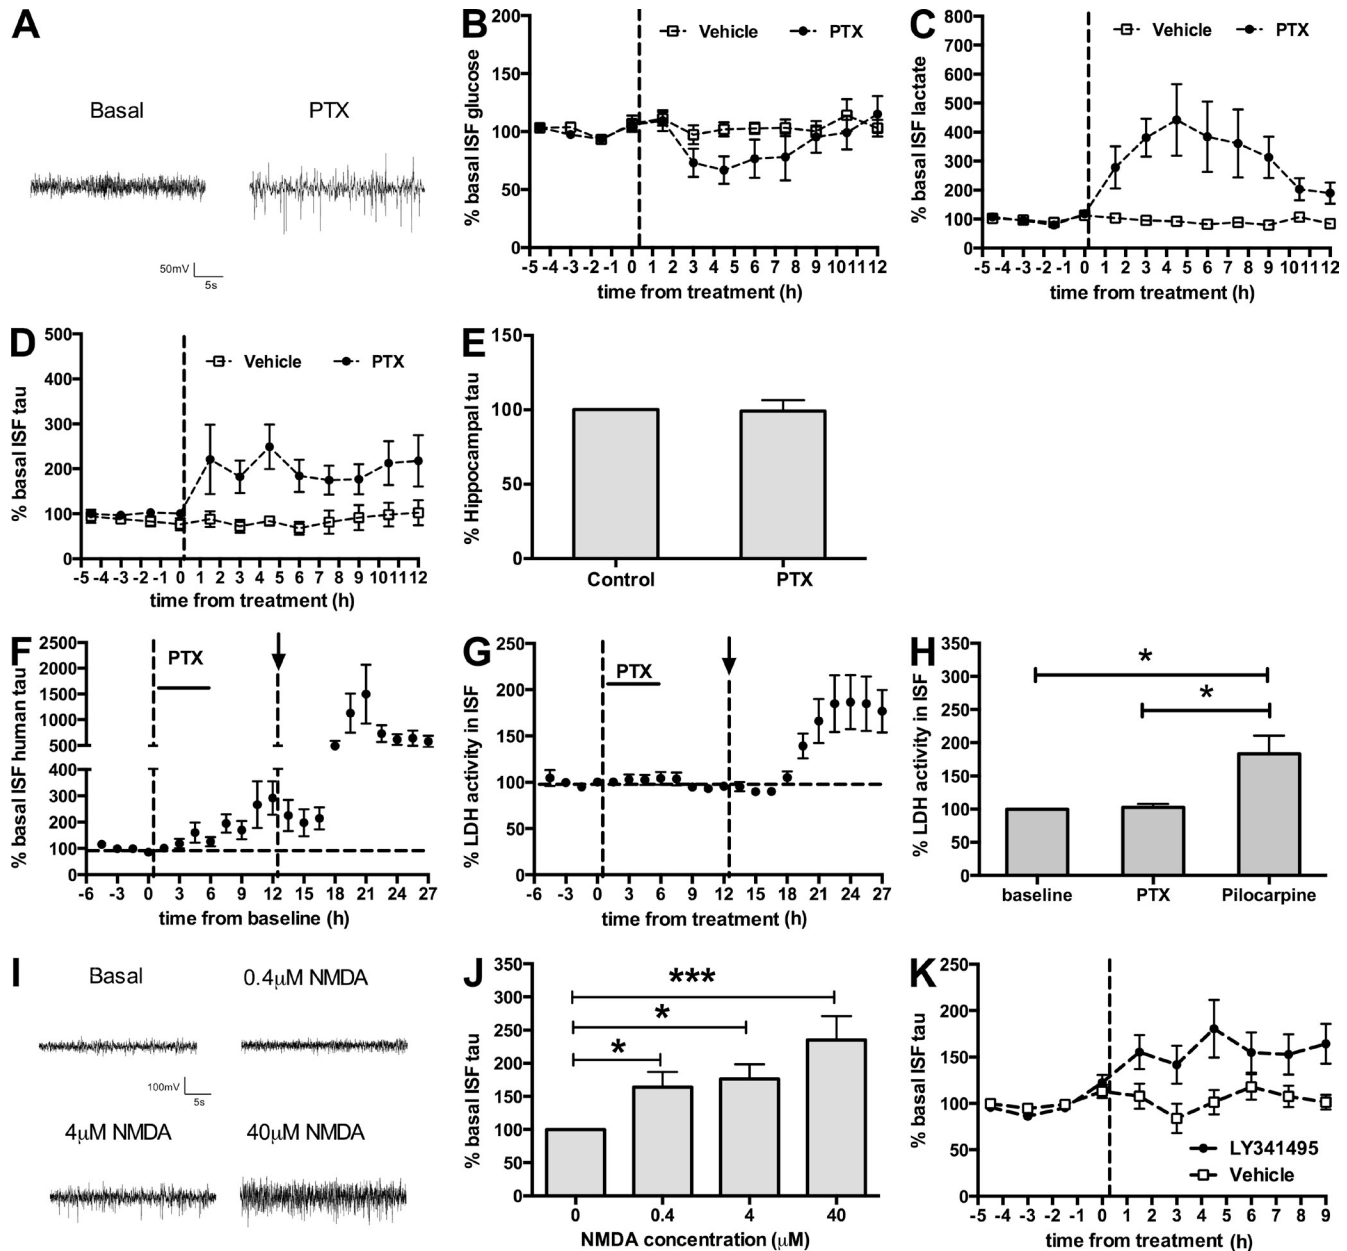 A
Basal
PTX
50mV
5s
B
Vehicle
PTX
% basal ISF glucose
200
150
100
50
0
-5 -4 -3 -2 -1 0 1 2 3 4 5 6 7 8 9 10 11 12
time from treatment (h)
C
Vehicle
PTX
% basal ISF lactate
800
700
600
500
400
300
200
100
0
-5 -4 -3 -2 -1 0 1 2 3 4 5 6 7 8 9 10 11 12
time from treatment (h)
D
Vehicle
PTX
% basal ISF tau
500
400
300
200
100
0
-5 -4 -3 -2 -1 0 1 2 3 4 5 6 7 8 9 10 11 12
time from treatment (h)
E
% Hippocampal tau
150
100
50
0
Control
PTX
F
PTX
% basal ISF human tau
2500
2000
1500
1000
500
400
300
200
100
0
-6 -3 0 3 6 9 12 15 18 21 24 27
time from baseline (h)
G
PTX
% LDH activity in ISF
250
200
150
100
50
0
-6 -3 0 3 6 9 12 15 18 21 24 27
time from treatment (h)
H
% LDH activity in ISF
350
300
250
200
150
100
50
0
*
*
baseline
PTX
Pilocarpine
I
Basal
0.4μM NMDA
100mV
5s
4μM NMDA
40μM NMDA
J
% basal ISF tau
350
300
250
200
150
100
50
0
***
*
*
0 0.4 4 40
NMDA concentration (μM)
K
% basal ISF tau
250
200
150
100
50
0
LY341495
Vehicle
-5 -4 -3 -2 -1 0 1 2 3 4 5 6 7 8 9
time from treatment (h)